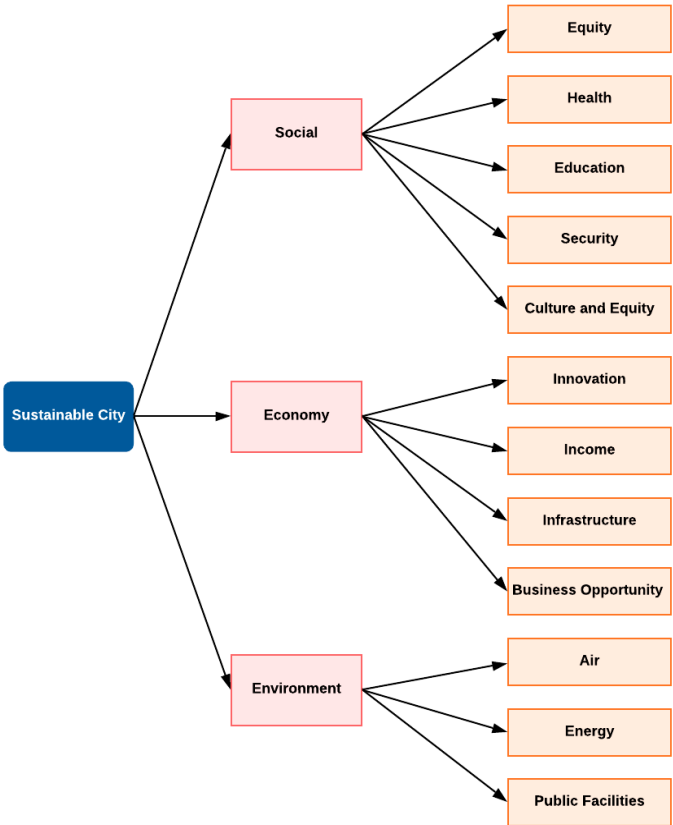 Equity
Health
Social
Education
Security
Culture and Equity
Innovation
Sustainable City
Economy
Income
Infrastructure
Business Opportunity
Air
Environment
Energy
Public Facilities